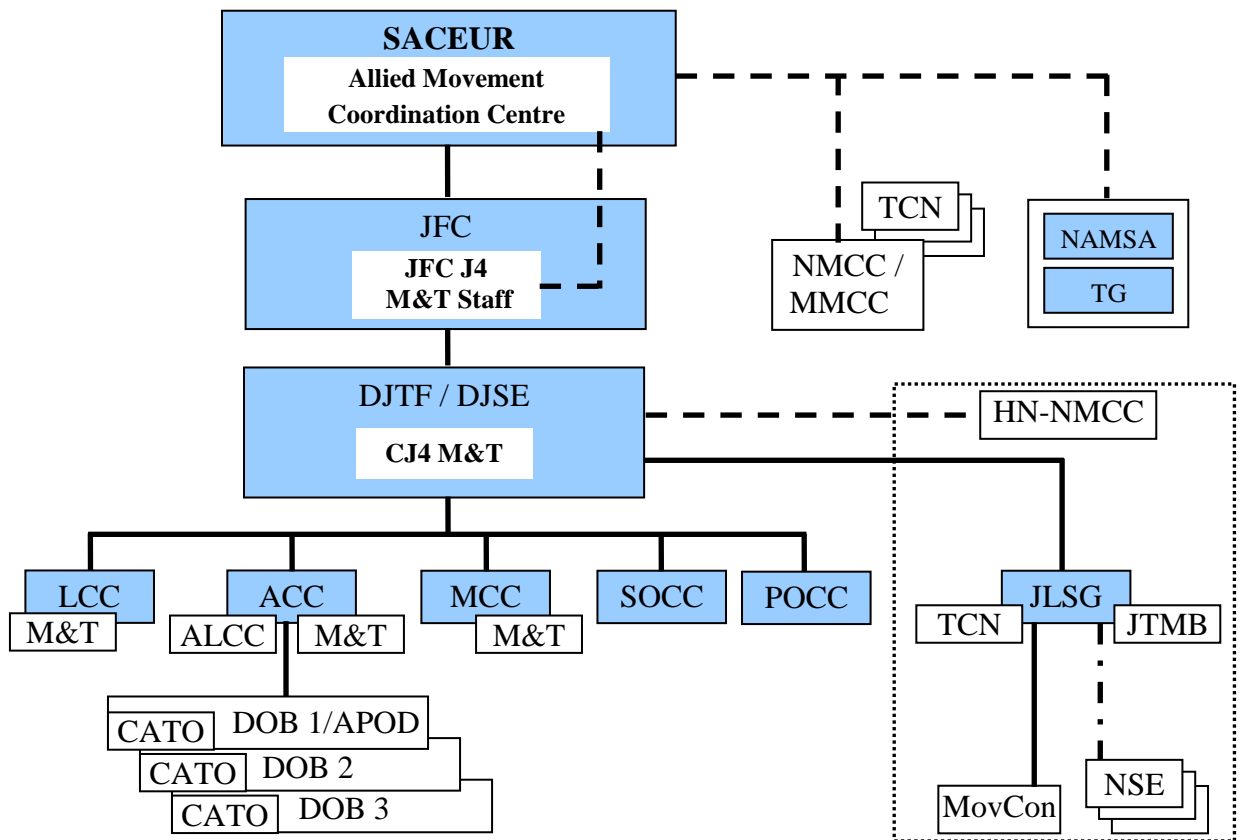 SACEUR
Allied Movement
Coordination Centre
JFC
JFC J4
M&T Staff
TCN
NMCC /
MMCC
NAMSA
TG
DJTF / DJSE
CJ4 M&T
HN-NMCC
LCC
M&T
ACC
ALCC
M&T
MCC
M&T
SOCC
POCC
JLSG
TCN
JTMB
CATO
DOB 1/APOD
CATO
DOB 2
CATO
DOB 3
MovCon
NSE